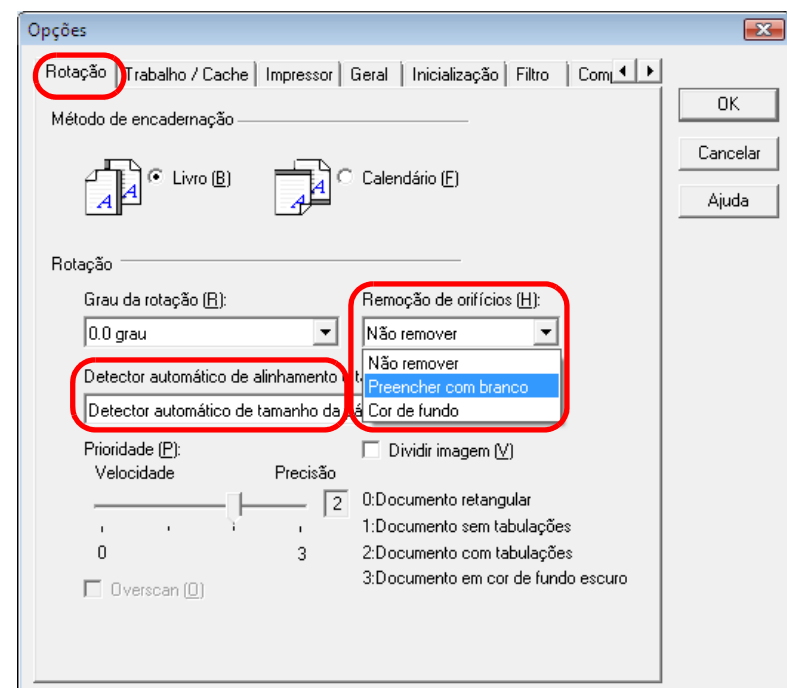 Opções
Rotação Trabalho / Cache Impressor Geral Inicialização Filtro Com
OK
Cancelar
Ajuda
Método de encadernação
A A Livro (B) A A Calendário (F)
Rotação
Grau da rotação (R): Remoção de orifícios (H):
0.0 grau Não remover
Não remover
Detector automático de alinhamento
Preencher com branco
Detector automático de tamanho da Cor de fundo
Prioridade (P): Dividir imagem (V)
Velocidade Precisão
2 0:Documento retangular
1:Documento sem tabulações
0 3 2:Documento com tabulações
3:Documento em cor de fundo escuro
Overscan (O)